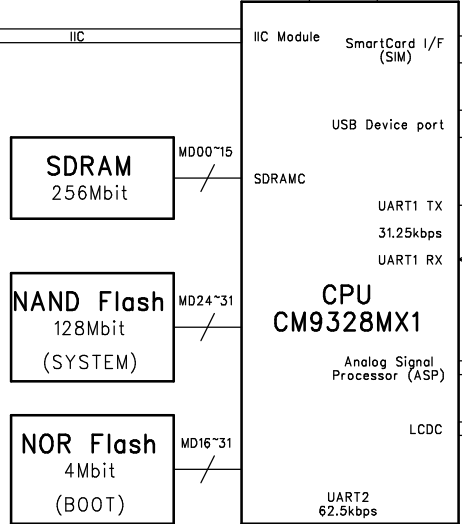 IIC
IIC Module
SmartCard I/F
(SIM)
USB Device port
SDRAM
256Mbit
MD00~15
SDRAMC
UART1 TX
31.25kbps
UART1 RX
NAND Flash
128Mbit
(SYSTEM)
MD24~31
CPU
CM9328MX1
Analog Signal
Processor (ASP)
NOR Flash
4Mbit
(BOOT)
MD16~31
LCDC
UART2
62.5kbps